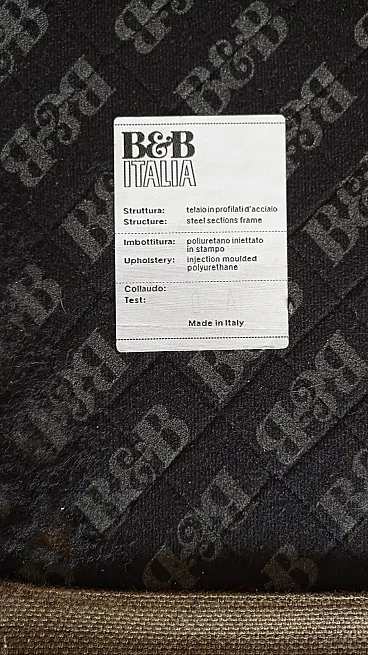 B&B
ITALIA
Struttura: telaio in profilati d'acciaio
Structure: steel sections frame
Imbottitura: poliuretano iniettato
in stampo
Upholstery: injection moulded
polyurethane
Collaudo:
Test:
Made in Italy
B&B
B&B
B&B
B&B
B&B
B&B
B&B